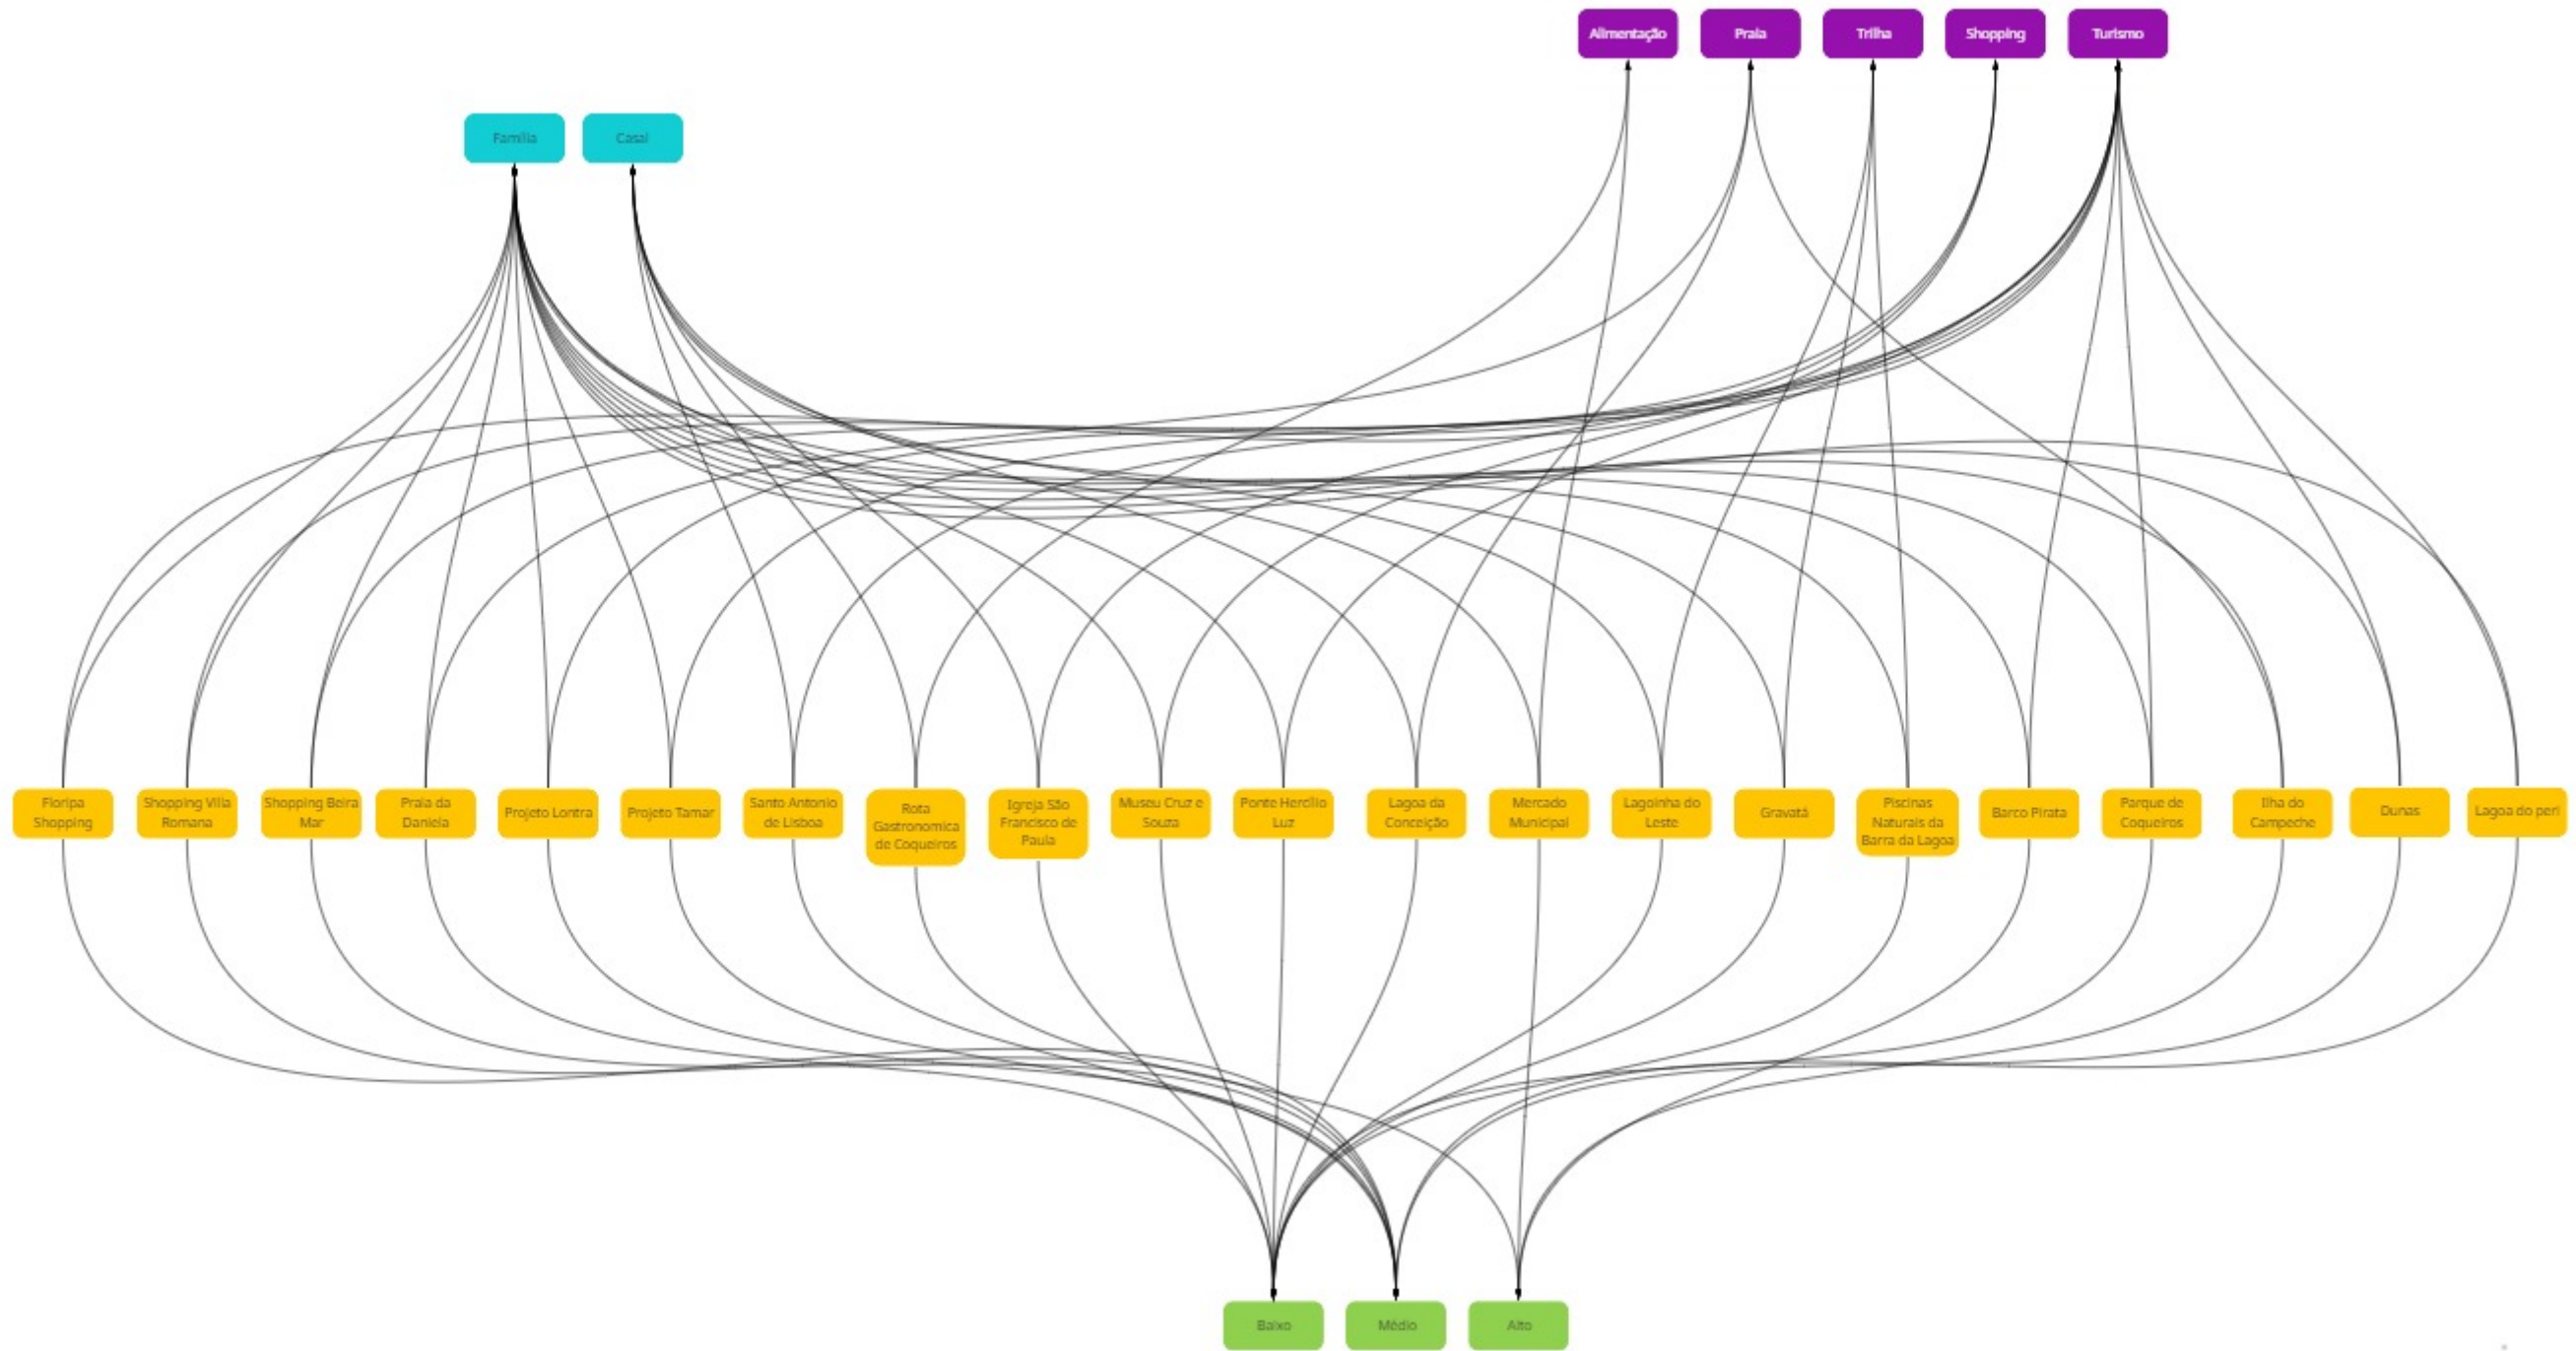 Alimentação
Praia
Trilha
Shopping
Turismo
Família
Casal
Floripa
Shopping
Shopping Villa
Romana
Shopping Beira
Mar
Praia da
Daniela
Projeto Lontra
Projeto Tamar
Santo Antonio
de Lisboa
Rota
Gastronomica
de Coqueiros
Igreja São
Francisco de
Paula
Museu Cruz e
Souza
Ponte Hercílio
Luz
Lagoa da
Conceição
Mercado
Municipal
Lagoinha do
Leste
Gravatá
Piscinas
Naturais da
Barra da Lagoa
Barco Pirata
Parque de
Coqueiros
Ilha do
Campeche
Dunas
Lagoa do peri
Baixo
Médio
Alto